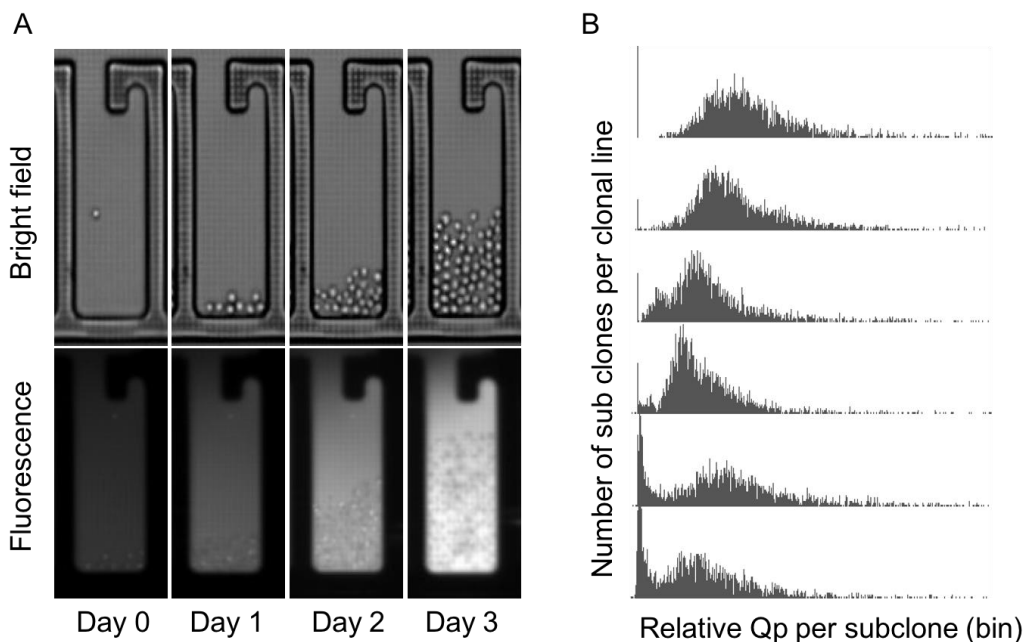 A
B
Bright field
Fluorescence
Day 0
Day 1
Day 2
Day 3
Number of sub clones per clonal line
Relative Qp per subclone (bin)